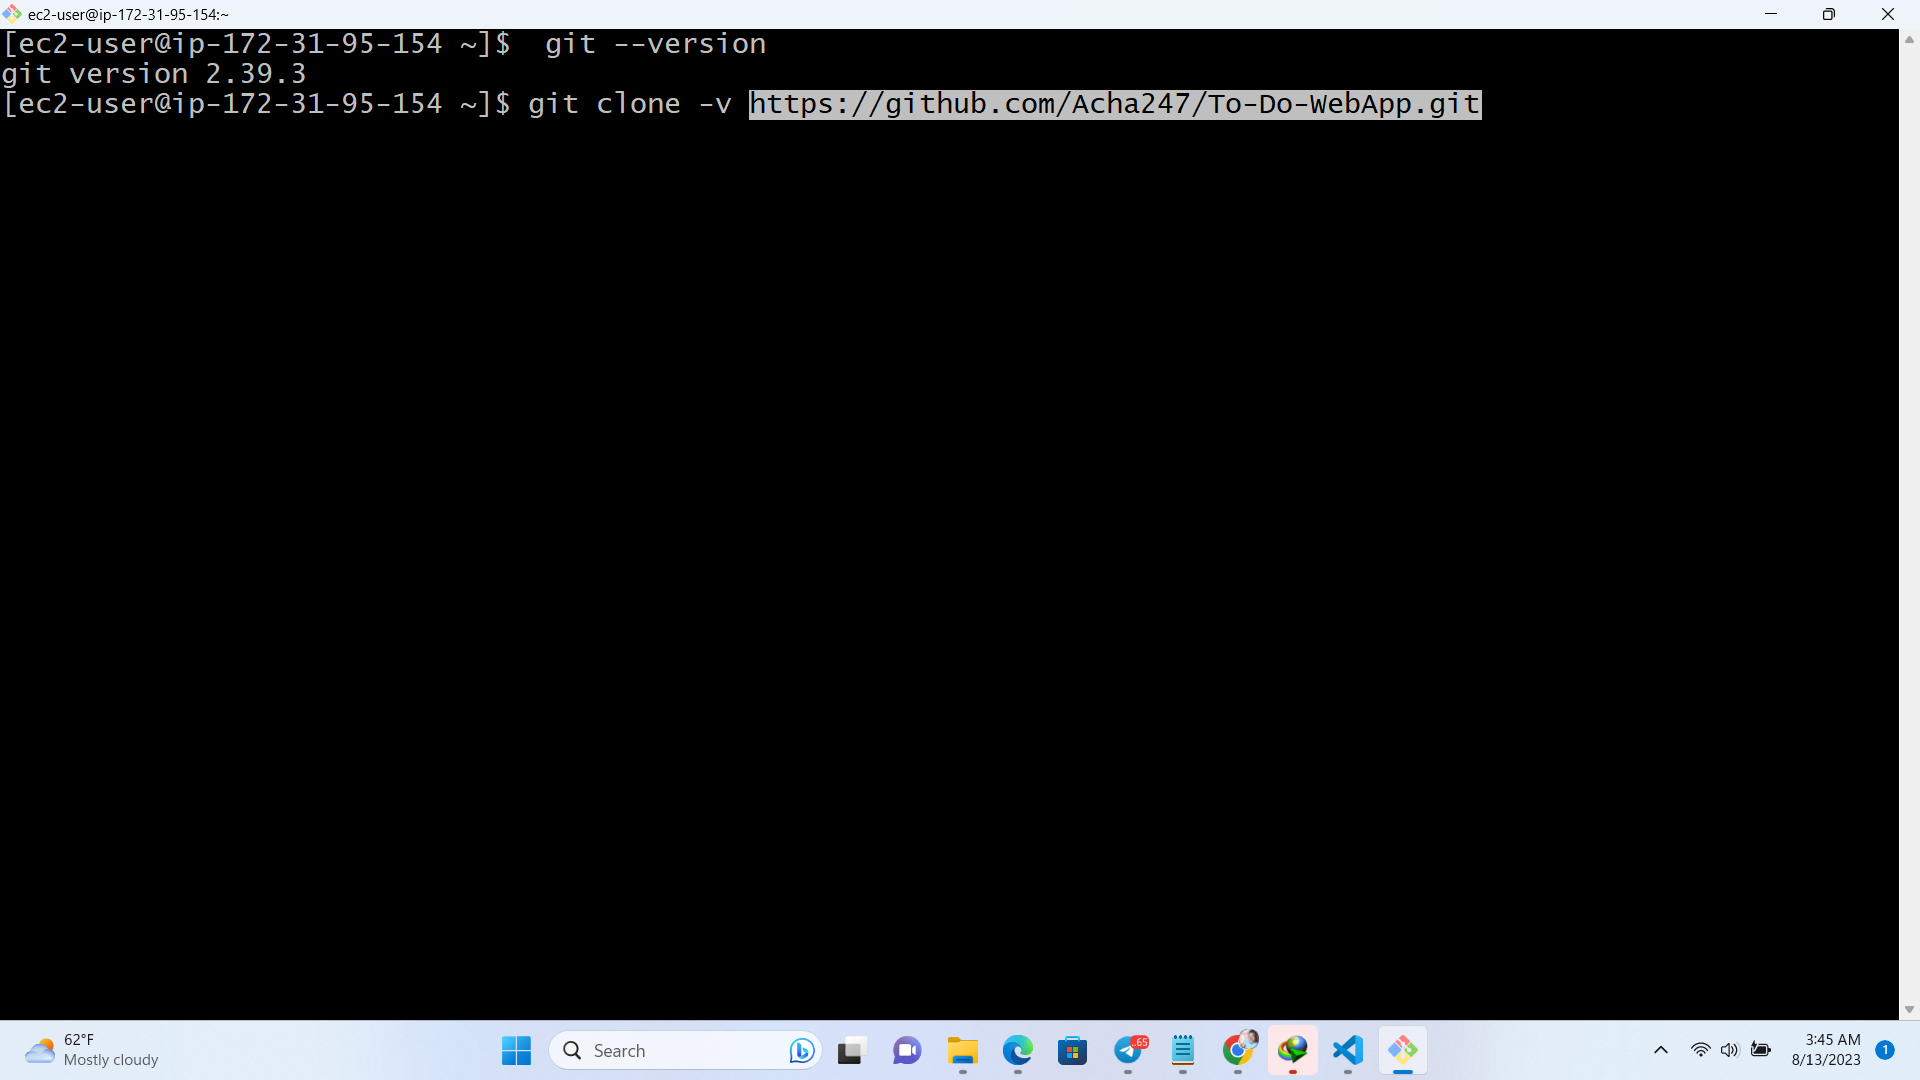 ec2-user@ip-172-31-95-154:~
[ec2-user@ip-172-31-95-154 ~]$  git --version
git version 2.39.3
[ec2-user@ip-172-31-95-154 ~]$ git clone -v https://github.com/Acha247/To-Do-WebApp.git
62°F
Mostly cloudy
Search
.65
3:45 AM
8/13/2023
1